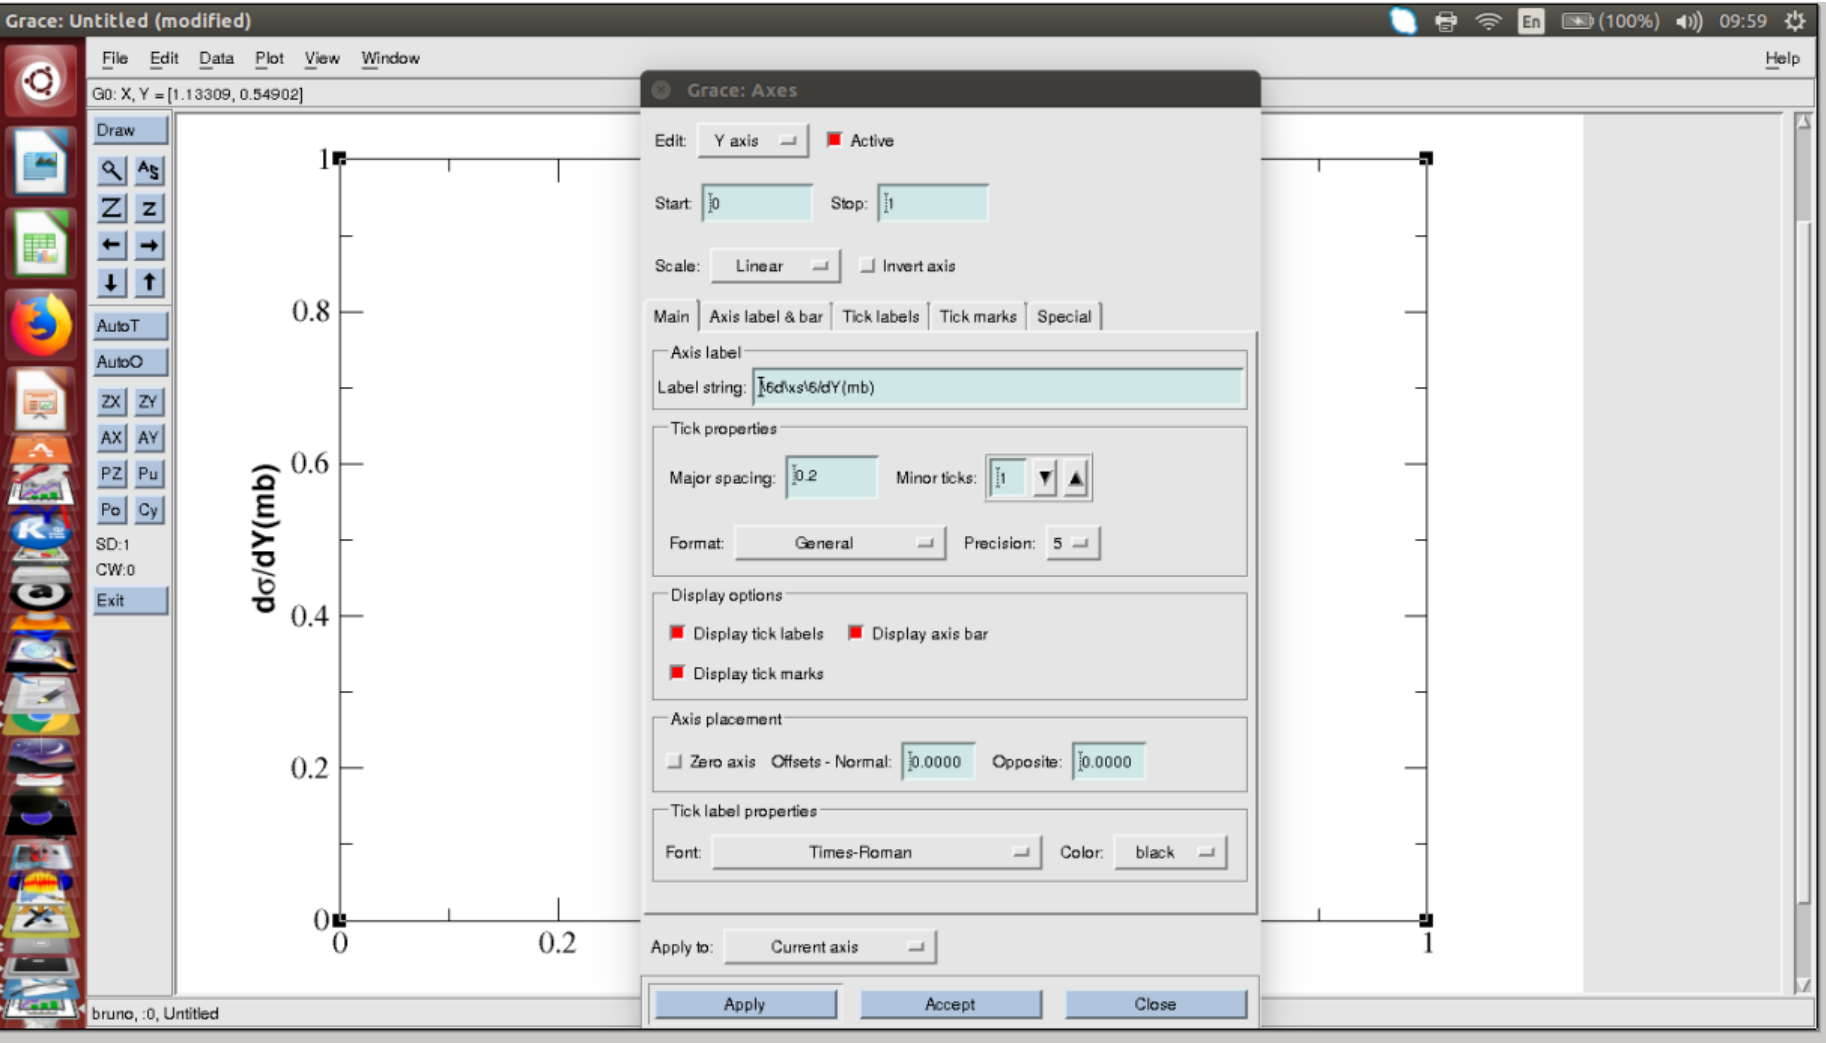 Grace: Untitled (modified)
En (100%) 09:59
File Edit Data Plot View Window Help
G0: X, Y = [1.13309, 0.54902]
Draw
Z z
AutoT
AutoO
ZX ZY
AX AY
PZ Pu
Po Cy
SD:1
CW:0
Exit
bruno, :0, Untitled
1
0.8
0.6
0.4
0.2
0
dσ/dY(mb)
0 0.2 1
Grace: Axes
Edit: Y axis Active
Start: 0 Stop: 1
Scale: Linear Invert axis
Main Axis label & bar Tick labels Tick marks Special
Axis label
Label string: \6d\xs\6/dY(mb)
Tick properties
Major spacing: 0.2 Minor ticks: 1
Format: General Precision: 5
Display options
Display tick labels Display axis bar
Display tick marks
Axis placement
Zero axis Offsets - Normal: 0.0000 Opposite: 0.0000
Tick label properties
Font: Times-Roman Color: black
Apply to: Current axis
Apply Accept Close